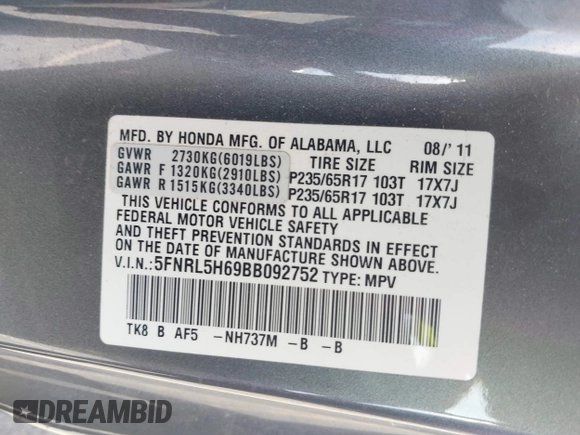 MFD. BY HONDA MFG. OF ALABAMA, LLC 08/'11
GVWR 2730KG(6019LBS) TIRE SIZE RIM SIZE
GAWR F 1320KG(2910LBS) P235/65R17 103T 17X7J
GAWR R 1515KG(3340LBS) P235/65R17 103T 17X7J
THIS VEHICLE CONFORMS TO ALL APPLICABLE
FEDERAL MOTOR VEHICLE SAFETY
AND THEFT PREVENTION STANDARDS IN EFFECT
ON THE DATE OF MANUFACTURE SHOWN ABOVE.
V.I.N.:5FNRL5H69BB092752 TYPE: MPV
TK8 B AF5 -NH737M -B -B
DREAMBID